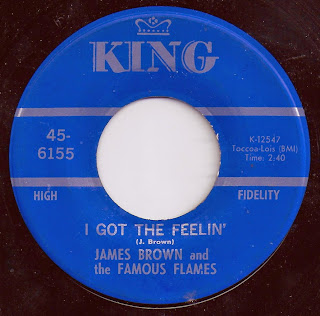 KING
45-
6155
K-12547
Toccoa-Lois (BMI)
Time: 2:40
HIGH
FIDELITY
I GOT THE FEELIN'
(J. Brown)
JAMES BROWN and
the FAMOUS FLAMES